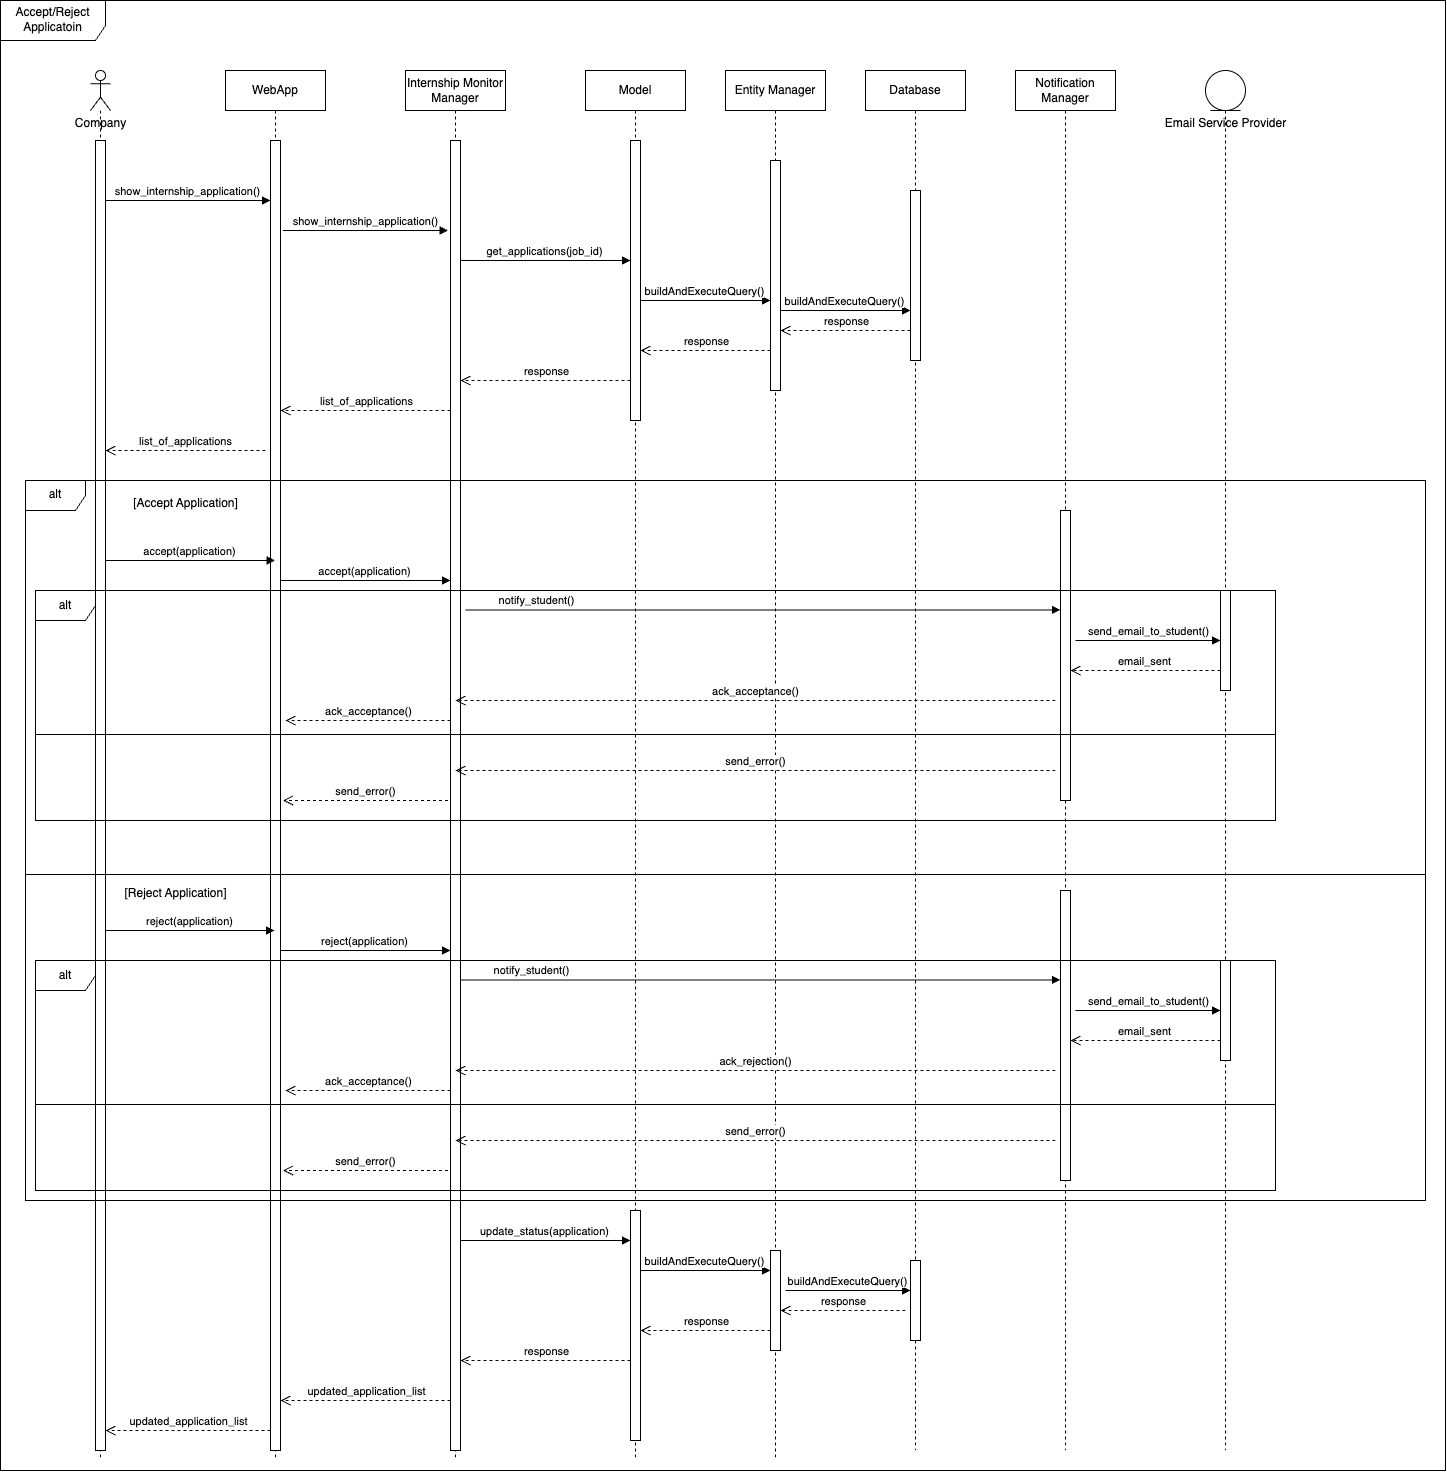 Accept/Reject
Applicatoin
Company
WebApp
Internship Monitor
Manager
Model
Entity Manager
Database
Notification
Manager
Email Service Provider
show_internship_application()
show_internship_application()
get_applications(job_id)
buildAndExecuteQuery()
buildAndExecuteQuery()
response
response
response
list_of_applications
list_of_applications
alt
[Accept Application]
accept(application)
accept(application)
alt
notify_student()
send_email_to_student()
email_sent
ack_acceptance()
ack_acceptance()
send_error()
send_error()
[Reject Application]
reject(application)
reject(application)
alt
notify_student()
send_email_to_student()
email_sent
ack_rejection()
ack_acceptance()
send_error()
send_error()
update_status(application)
buildAndExecuteQuery()
buildAndExecuteQuery()
response
response
response
updated_application_list
updated_application_list